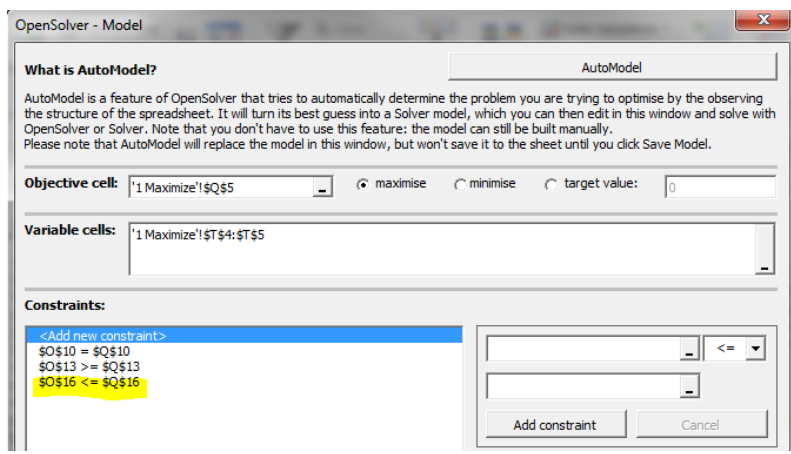 OpenSolver - Model
What is AutoModel?
AutoModel
AutoModel is a feature of OpenSolver that tries to automatically determine the problem you are trying to optimise by the observing
the structure of the spreadsheet. It will turn its best guess into a Solver model, which you can then edit in this window and solve with
OpenSolver or Solver. Note that you don't have to use this feature: the model can still be built manually.
Please note that AutoModel will replace the model in this window, but won't save it to the sheet until you click Save Model.
Objective cell: '1 Maximize'!$Q$5 maximise minimise target value: 0
Variable cells: '1 Maximize'!$T$4:$T$5
Constraints:
<Add new constraint>
$O$10 = $Q$10
$O$13 >= $Q$13
$O$16 <= $Q$16
<=
Add constraint Cancel